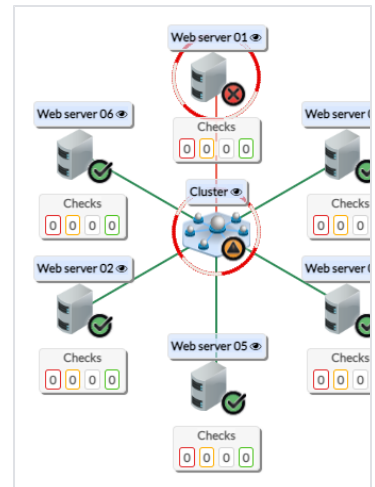 Web server 01
Checks
0 0 0 0
Web server 06
Web server
Checks
0 0 0 0
Checks
0 0
Cluster
Web server 02
Web server
Checks
0 0 0 0
Checks
0 0
Web server 05
Checks
0 0 0 0